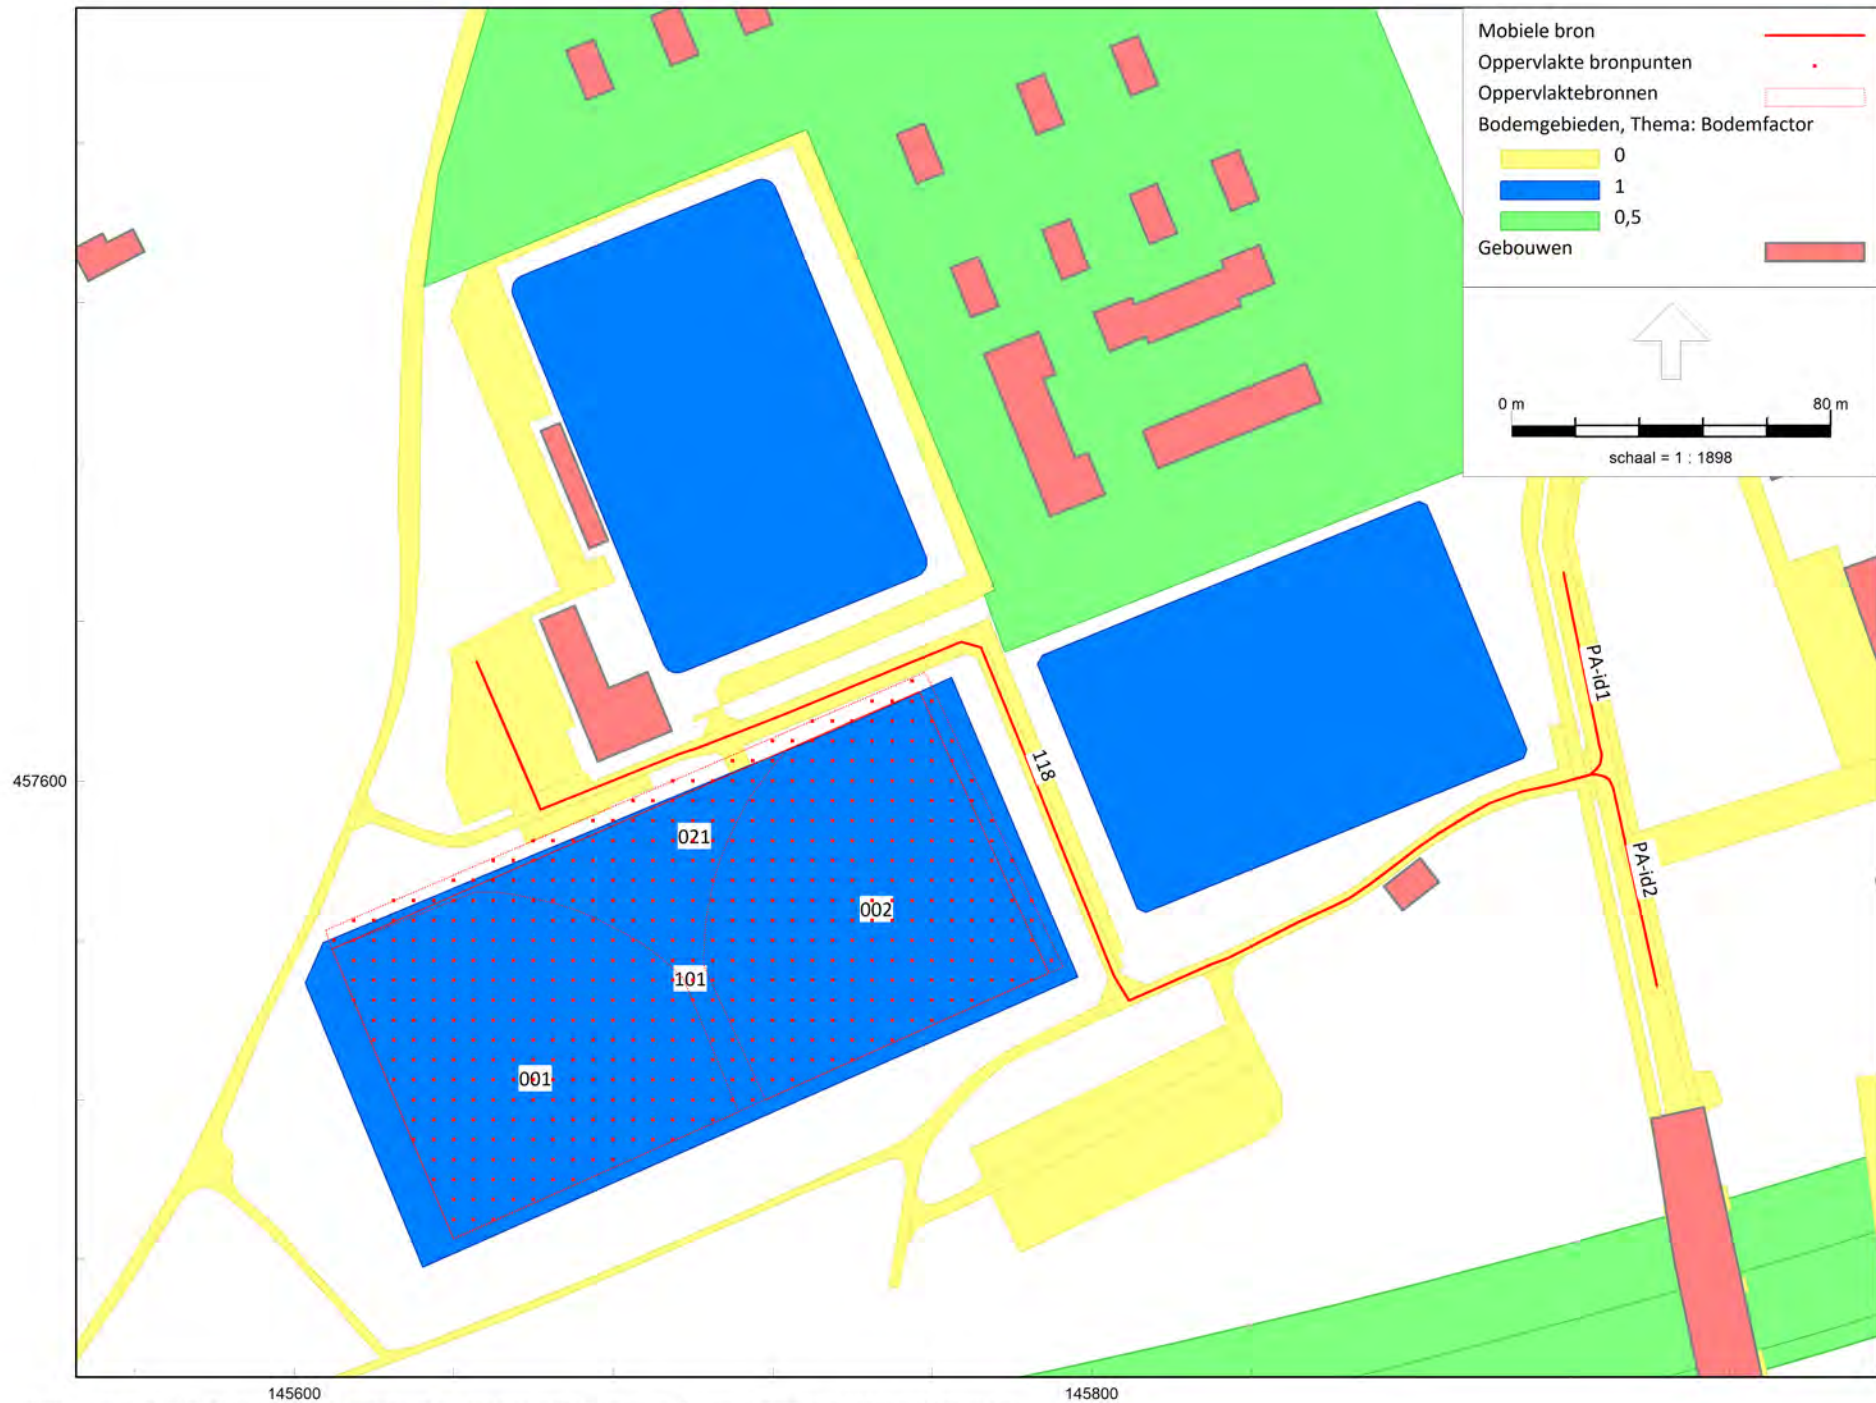 Mobiele bron
Oppervlakte bronpunten
Oppervlaktebronnen
Bodemgebieden, Thema: Bodemfactor
0
1
0,5
Gebouwen
0 m 80 m
schaal = 1 : 1898
PA-id1
118
457600
021
PA-id2
002
101
001
145600 145800